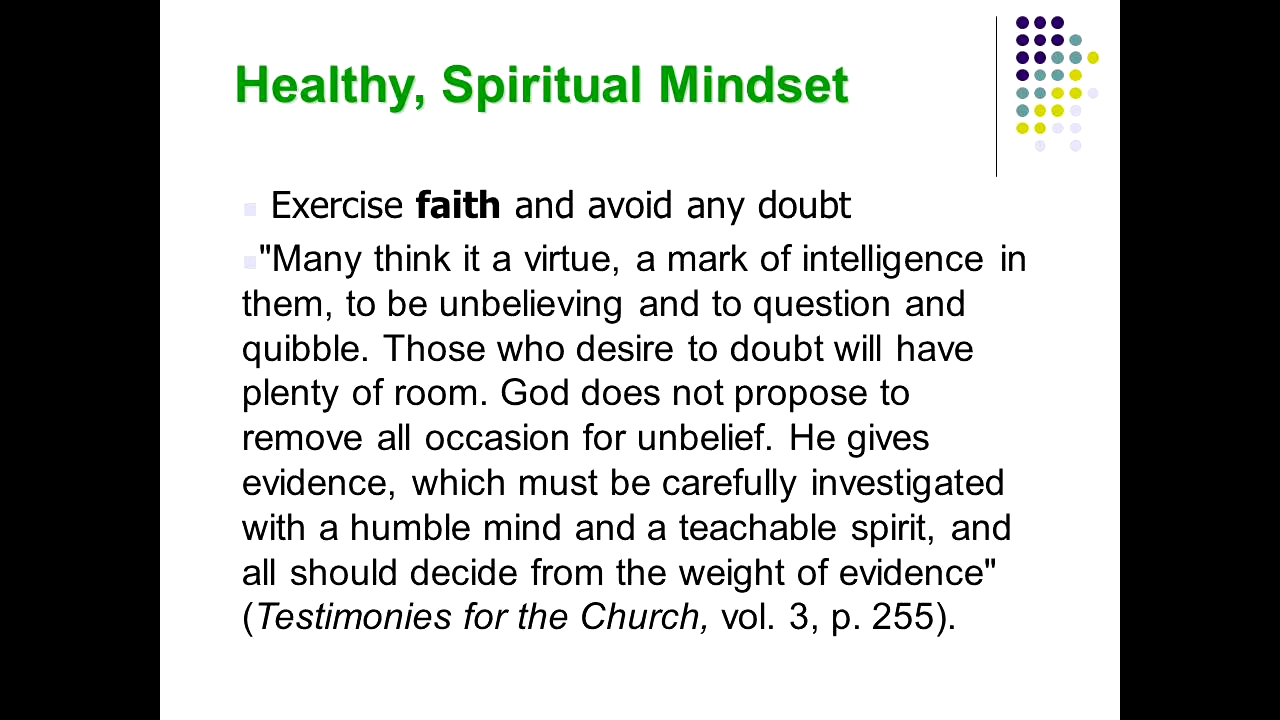 Healthy, Spiritual Mindset
Exercise faith and avoid any doubt
"Many think it a virtue, a mark of intelligence in
them, to be unbelieving and to question and
quibble. Those who desire to doubt will have
plenty of room. God does not propose to
remove all occasion for unbelief. He gives
evidence, which must be carefully investigated
with a humble mind and a teachable spirit, and
all should decide from the weight of evidence"
(Testimonies for the Church, vol. 3, p. 255).